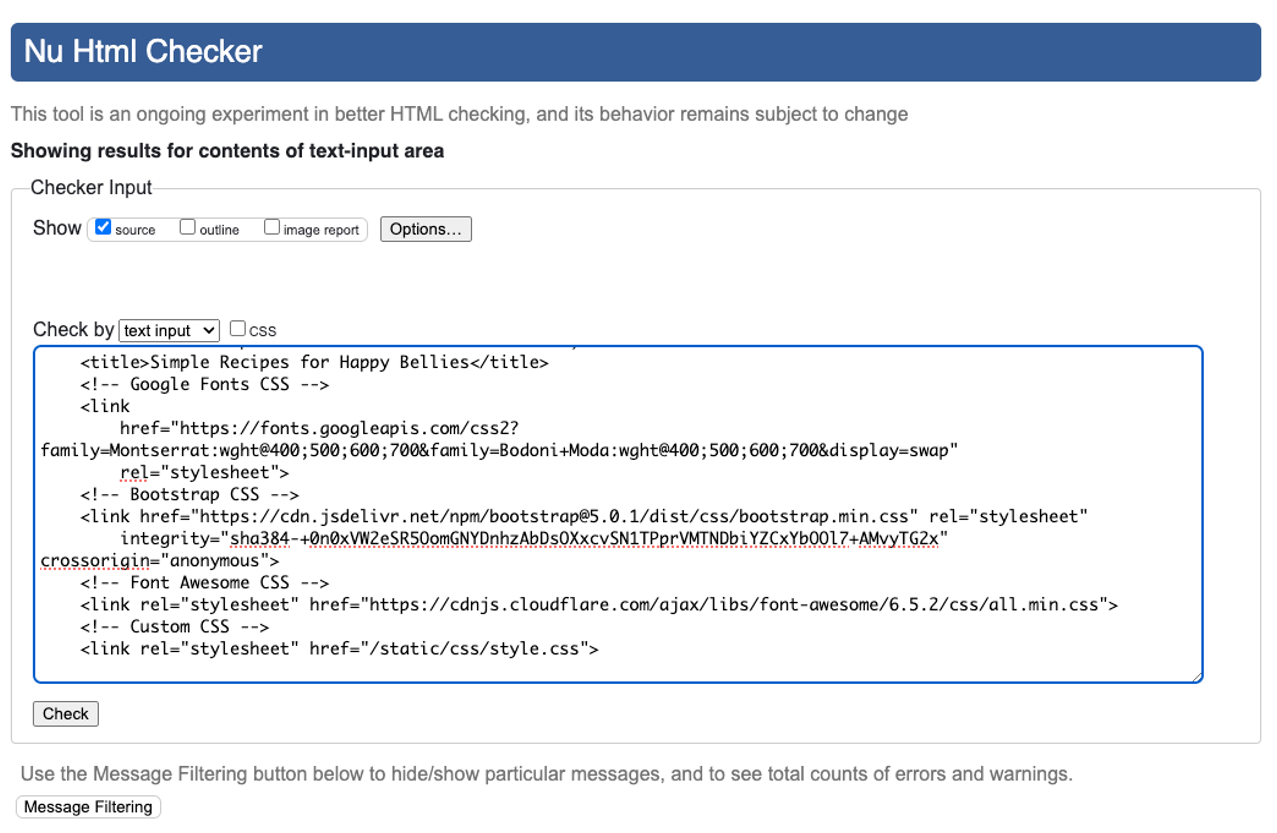 Nu Html Checker
This tool is an ongoing experiment in better HTML checking, and its behavior remains subject to change
Showing results for contents of text-input area
Checker Input
Show source outline image report Options...
Check by text input css
<title>Simple Recipes for Happy Bellies</title>
<!-- Google Fonts CSS -->
<link
href="https://fonts.googleapis.com/css2?
family=Montserrat:wght@400;500;600;700&family=Bodoni+Moda:wght@400;500;600;700&display=swap"
rel="stylesheet">
<!-- Bootstrap CSS -->
<link href="https://cdn.jsdelivr.net/npm/bootstrap@5.0.1/dist/css/bootstrap.min.css" rel="stylesheet"
integrity="sha384-+0n0xVW2eSR5OomGNYDnhzAbDsOXxcvSN1TPprVMTNDbiYZCxYbOOl7+AMvyTG2x"
crossorigin="anonymous">
<!-- Font Awesome CSS -->
<link rel="stylesheet" href="https://cdnjs.cloudflare.com/ajax/libs/font-awesome/6.5.2/css/all.min.css">
<!-- Custom CSS -->
<link rel="stylesheet" href="/static/css/style.css">
Check
Use the Message Filtering button below to hide/show particular messages, and to see total counts of errors and warnings.
Message Filtering